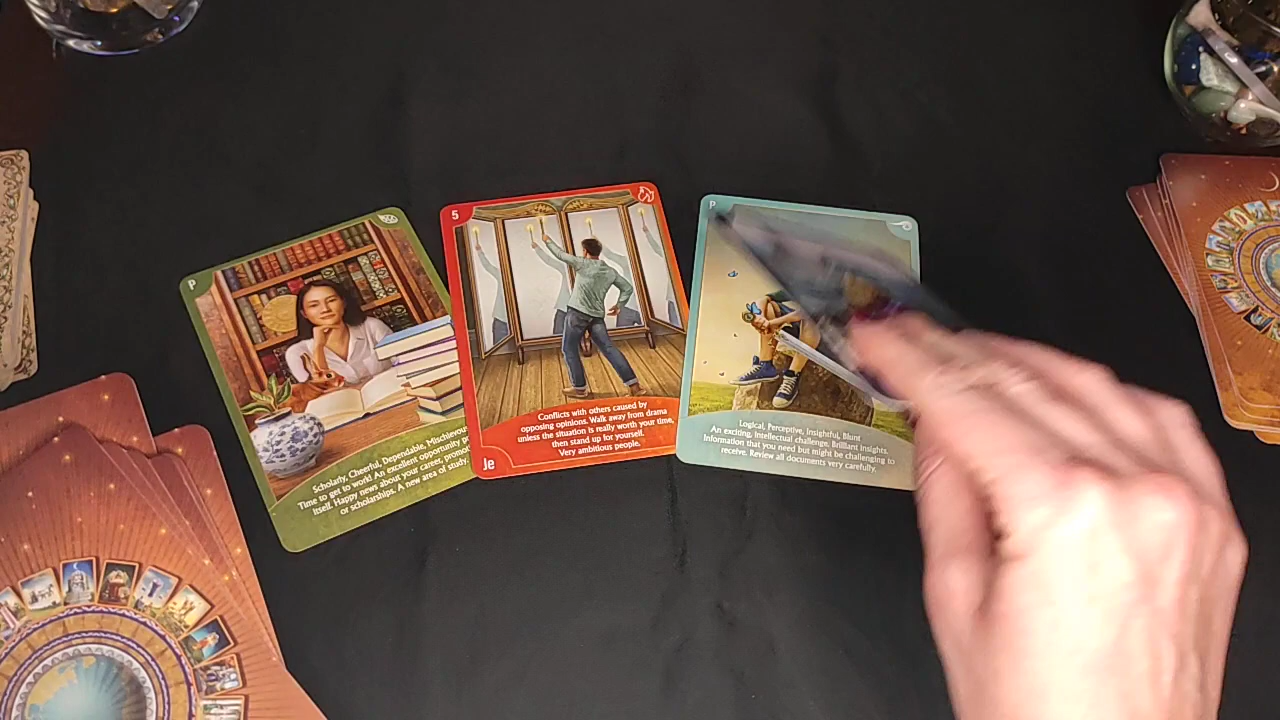 P
Scholarly, Cheerful, Dependable, Mischievous
Time to get to work! An excellent opportunity
itself. Happy news about your career,
or scholarships. A new area of study.
5
Conflicts with others caused by
opposing opinions. Walk away from drama
unless the situation is really worth your time,
then stand up for yourself.
Very ambitious people.
Je
P
Logical, Perceptive, Insightful, Blunt
An exciting, intellectual challenge. Brilliant insights.
Information that you need but might be challenging to
receive. Review all documents very carefully.